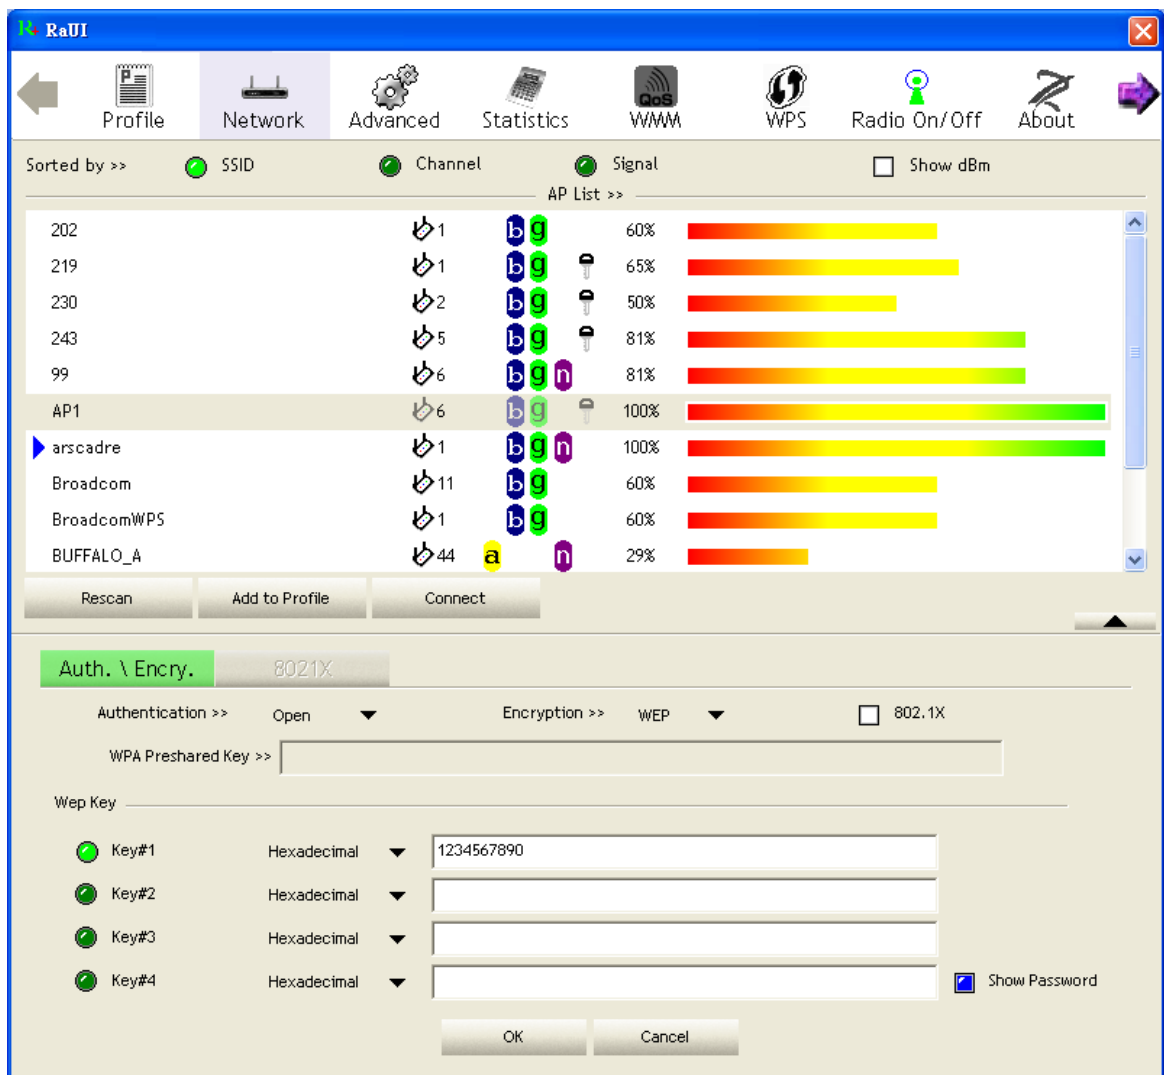 RaUI
Profile Network Advanced Statistics WMM WPS Radio On/Off About
QoS
Sorted by >> SSID Channel Signal Show dBm
AP List >>
202 1 b g 60%
219 1 b g 65%
230 2 b g 50%
243 5 b g 81%
99 6 b g n 81%
AP1 6 b g 100%
arscadre 1 b g n 100%
Broadcom 11 b g 60%
BroadcomWPS 1 b g 60%
BUFFALO_A 44 a n 29%
Rescan Add to Profile Connect
Auth. \ Encry. 8021X
Authentication >> Open Encryption >> WEP 802.1X
WPA Preshared Key >>
Wep Key
Key#1 Hexadecimal 1234567890
Key#2 Hexadecimal
Key#3 Hexadecimal
Key#4 Hexadecimal Show Password
OK Cancel